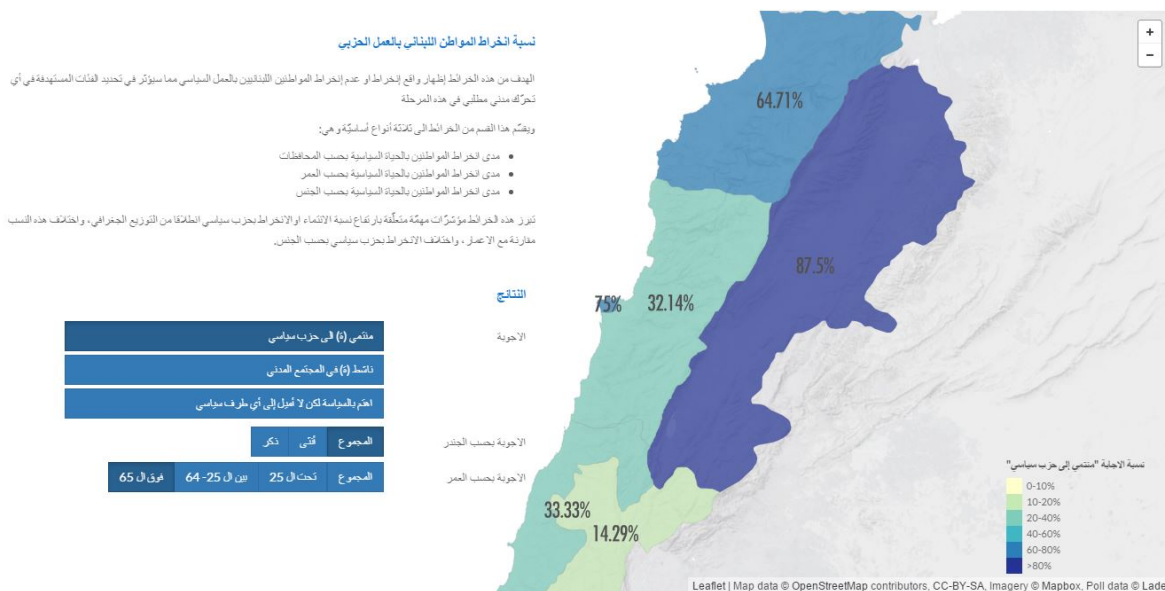 نسبة انخراط المواطن اللبناني بالعمل الحزبي
الهدف من هذه الخرائط إظهار واقع إنخراط او عدم إنخراط المواطنين اللبنانيين بالعمل السياسي مما سيؤثر في تحديد الفئات المستهدفة في أي
تحرّك مدني مطلبي في هذه المرحلة
ويقسّم هذا القسم من الخرائط الى ثلاثة أنواع أساسيّة و هي:
مدى انخراط المواطنين بالحياة السياسية بحسب المحافظات
مدى انخراط المواطنين بالحياة السياسية بحسب العمر
مدى انخراط المواطنين بالحياة السياسية بحسب الجنس
تبرز هذه الخرائط مؤشّرات مهمّة متعلّقة بارتفاع نسبة الانتماء او الانخراط بحزب سياسي انطلاقا من التوزيع الجغرافي، واختلاف هذه النسب
مقارنة مع الاعمار، واختلاف الانخراط بحزب سياسي بحسب الجنس.
النتائج
الاجوبة
منتمي (ة) الى حزب سياسي
ناشط (ة) في المجتمع المدني
اهتم بالسياسة لكن لا أميل إلى أي طرف سياسي
الاجوبة بحسب الجندر
المجموع أنثى ذكر
الاجوبة بحسب العمر
المجموع تحت ال 25 بين ال 25- 64 فوق ال 65
+
−
64.71%
87.5%
75%
32.14%
33.33%
14.29%
نسبة الاجابة "منتمي إلى حزب سياسي"
0-10%
10-20%
20-40%
40-60%
60-80%
>80%
Leaflet | Map data © OpenStreetMap contributors, CC-BY-SA, Imagery © Mapbox, Poll data © Lade